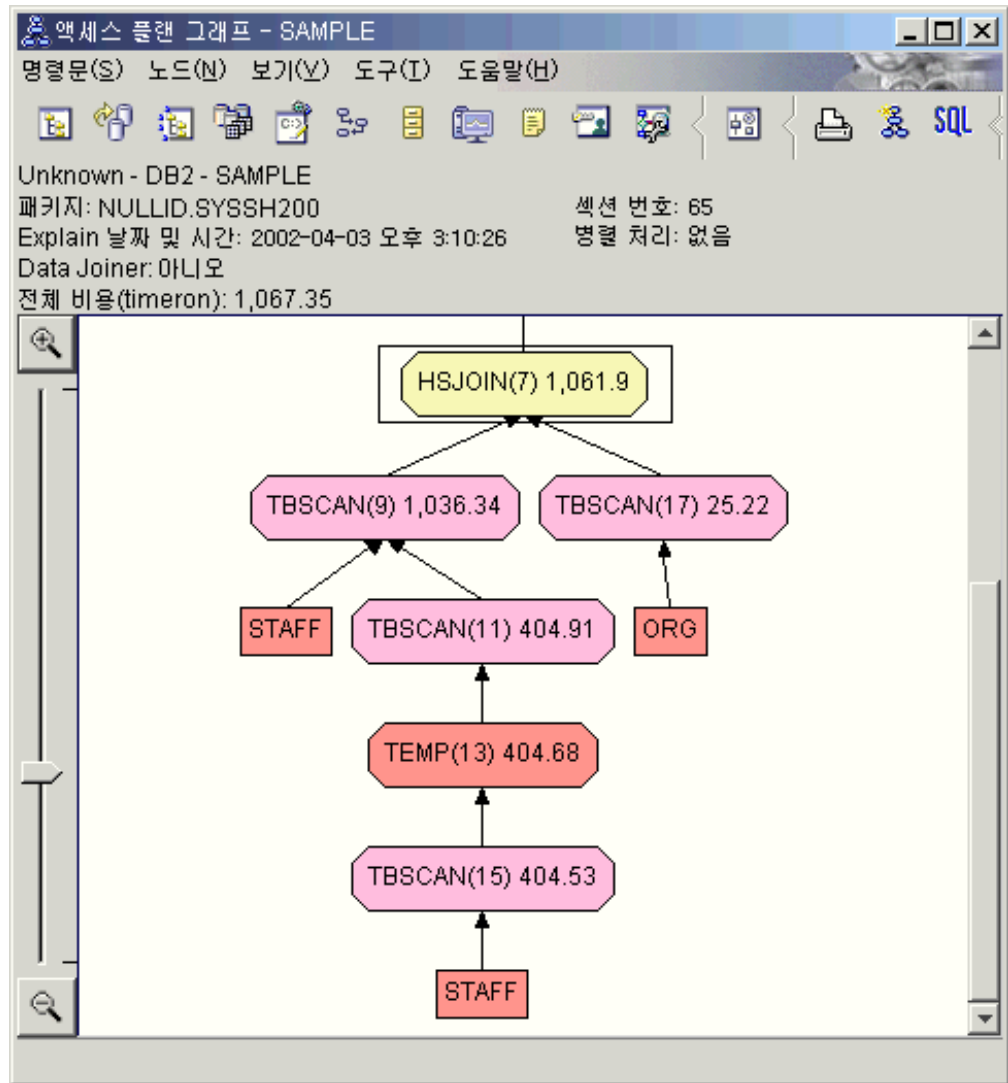 액세스 플랜 그래프 - SAMPLE
명령문(S) 노드(N) 보기(V) 도구(T) 도움말(H)
SQL
Unknown - DB2 - SAMPLE
패키지: NULLID.SYSSH200 섹션 번호: 65
Explain 날짜 및 시간: 2002-04-03 오후 3:10:26 병렬 처리: 없음
Data Joiner: 아니오
전체 비용(timeron): 1,067.35
HSJOIN(7) 1,061.9
TBSCAN(9) 1,036.34 TBSCAN(17) 25.22
STAFF TBSCAN(11) 404.91 ORG
TEMP(13) 404.68
TBSCAN(15) 404.53
STAFF